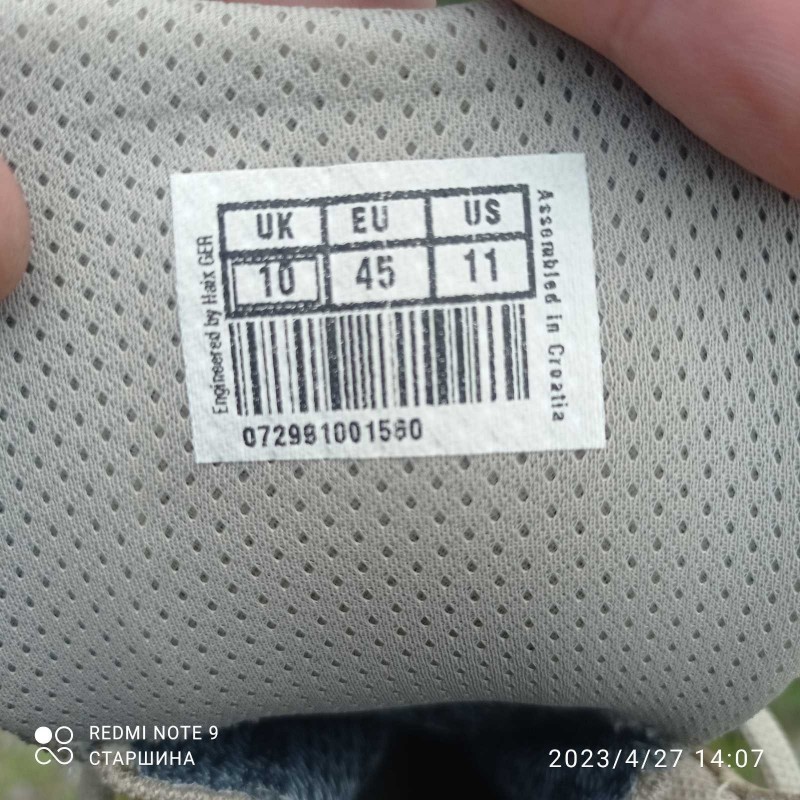 UK EU US
10 45 11
Engineered by Haix GER
Assembled in Croatia
072981001560
REDMI NOTE 9
СТАРШИНА
2023/4/27 14:07